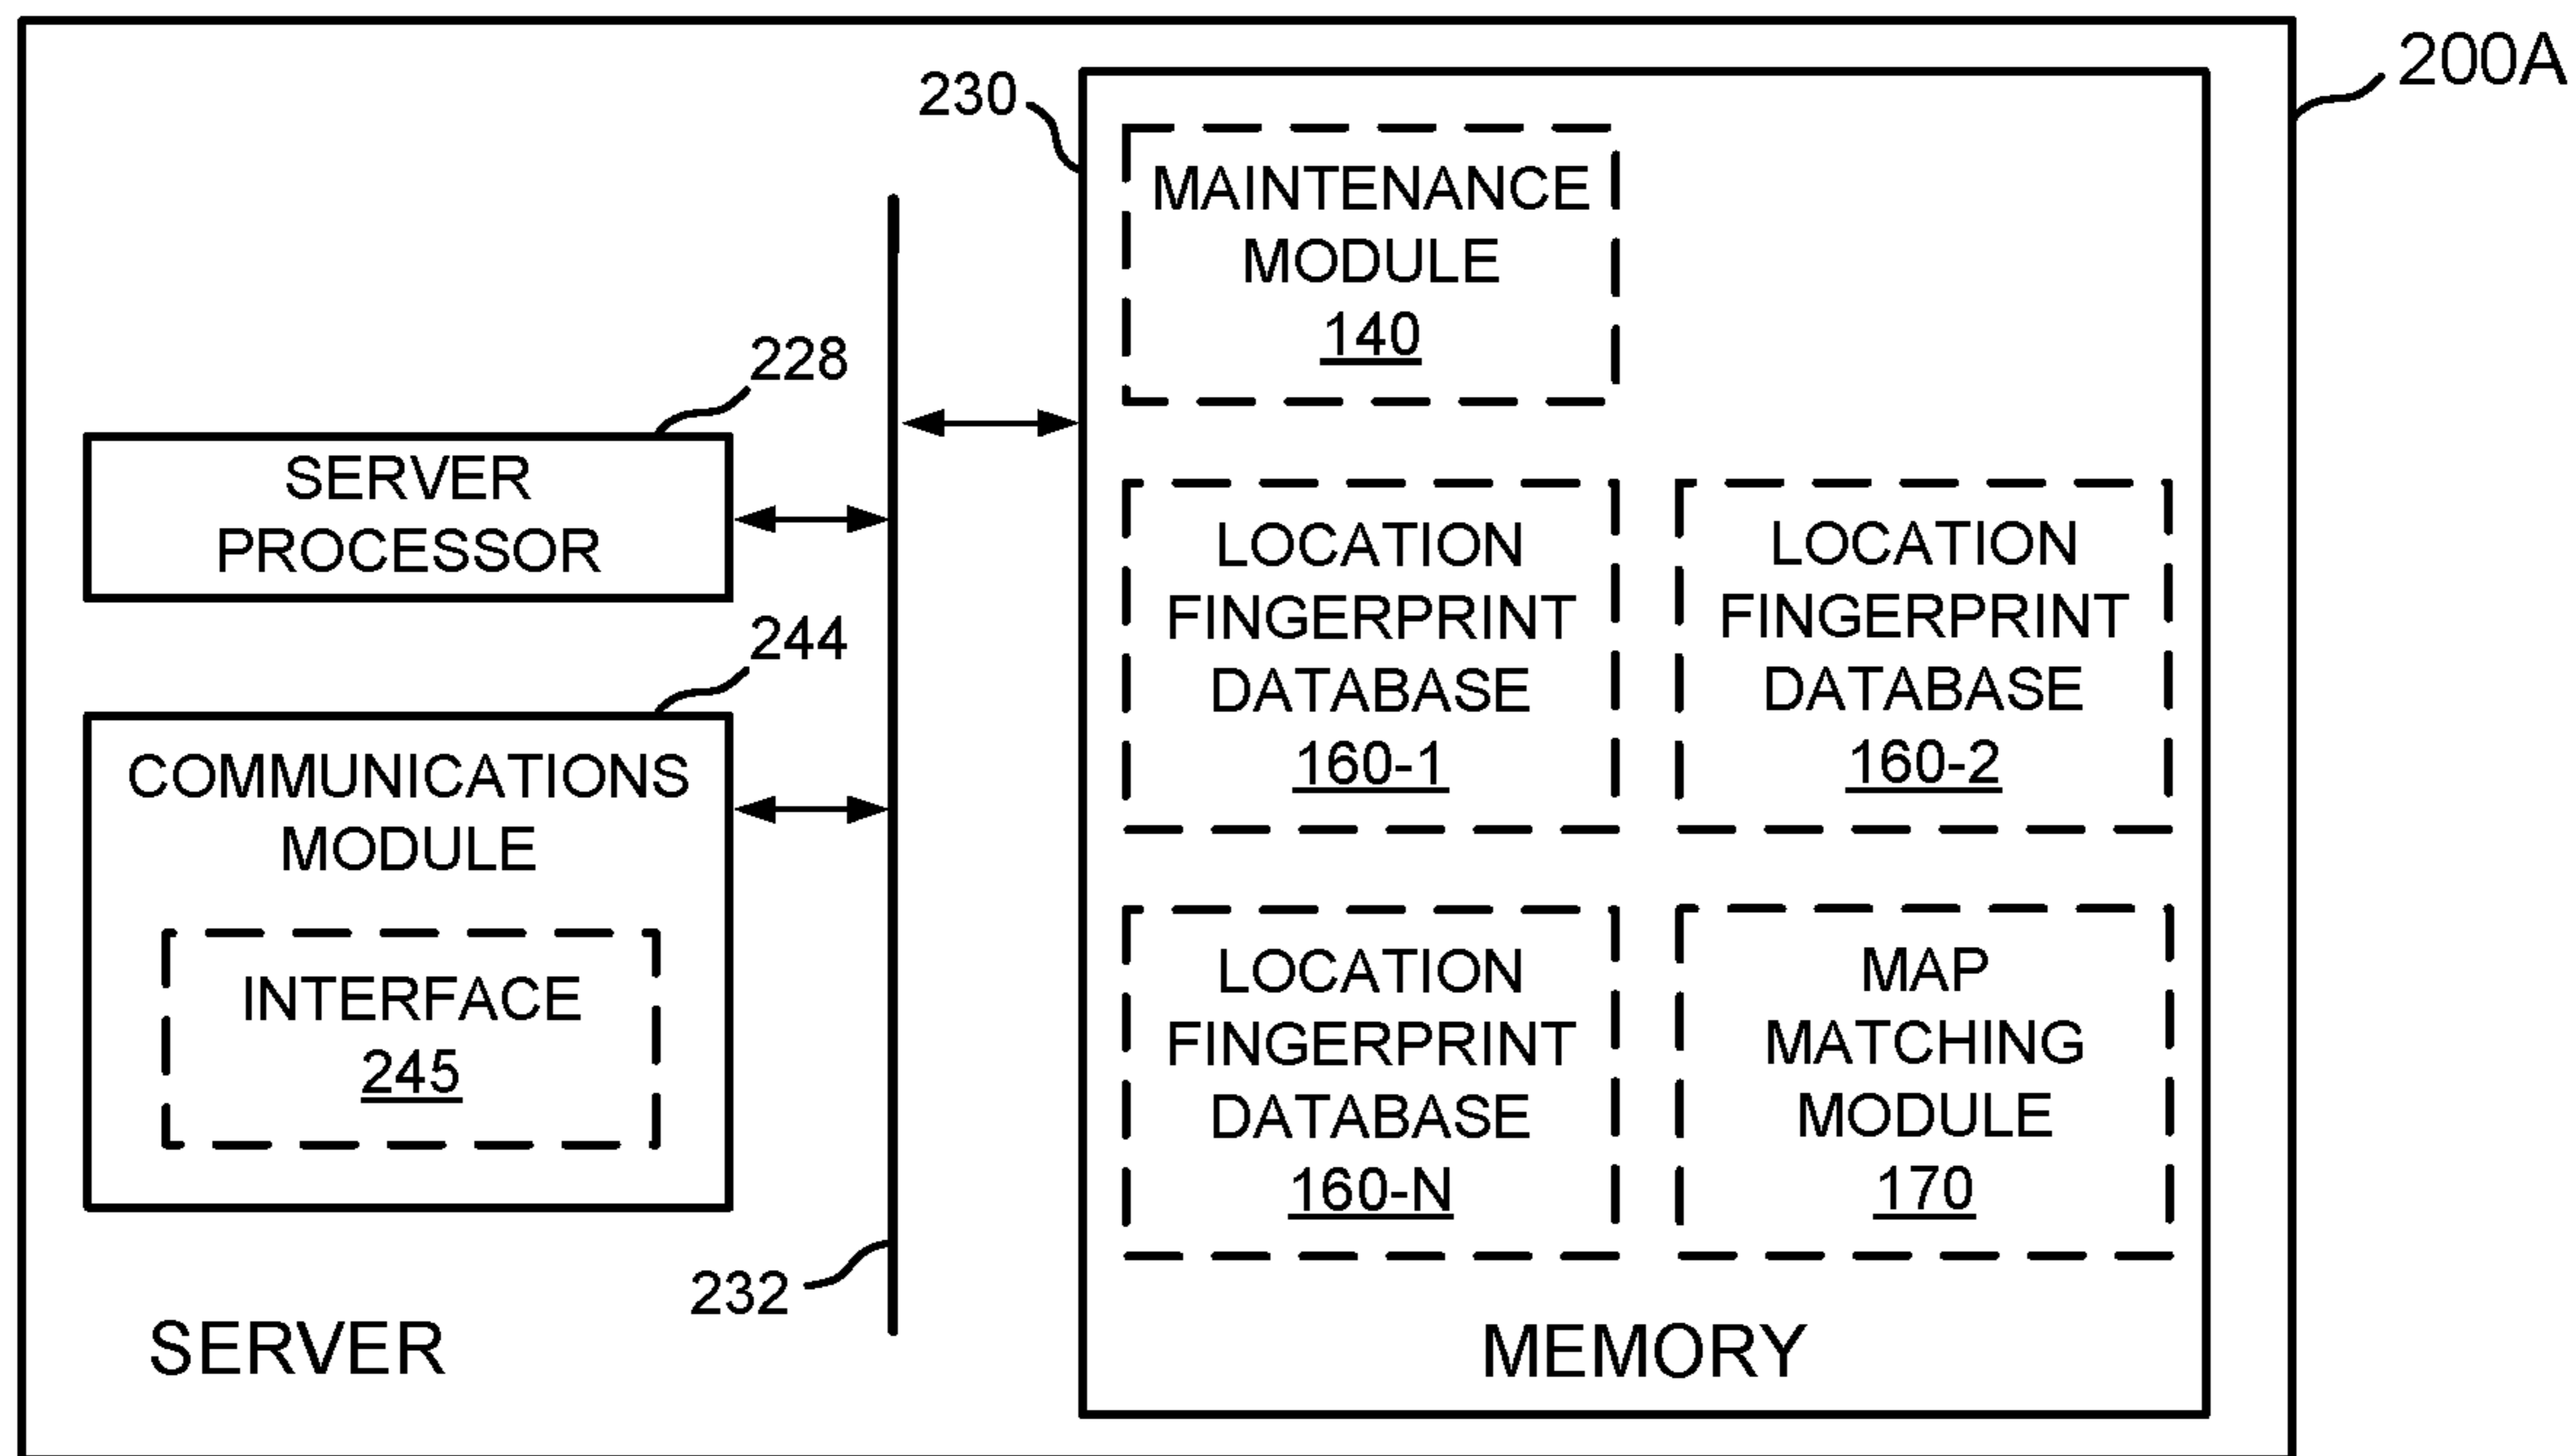 200A
230
MAINTENANCE
MODULE
140
228
SERVER
PROCESSOR
LOCATION
FINGERPRINT
DATABASE
160-1
LOCATION
FINGERPRINT
DATABASE
160-2
244
COMMUNICATIONS
MODULE
INTERFACE
245
LOCATION
FINGERPRINT
DATABASE
160-N
MAP
MATCHING
MODULE
170
232
SERVER
MEMORY